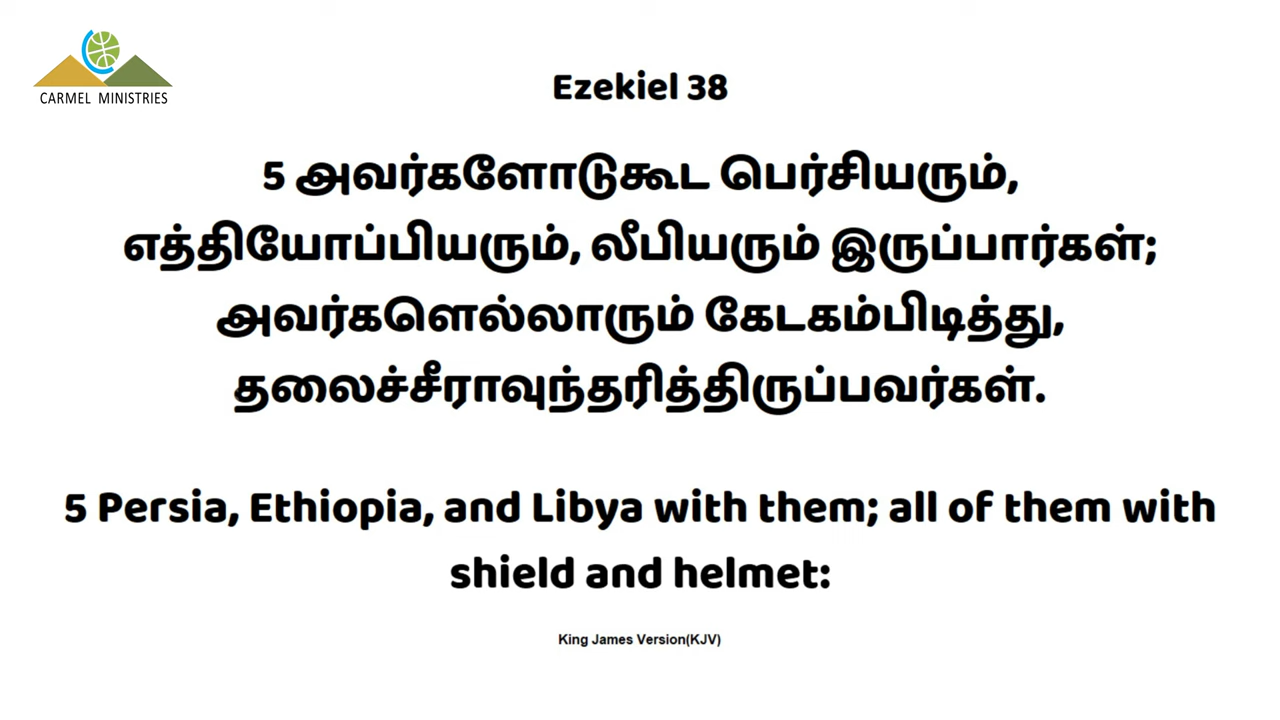 CARMEL MINISTRIES
Ezekiel 38
5 அவர்களோடுகூட பெர்சியரும்,
எத்தியோப்பியரும், லீபியரும் இருப்பார்கள்;
அவர்களெல்லாரும் கேடகம்பிடித்து,
தலைச்சீராவுந்தரித்திருப்பவர்கள்.
5 Persia, Ethiopia, and Libya with them; all of them with
shield and helmet:
King James Version(KJV)